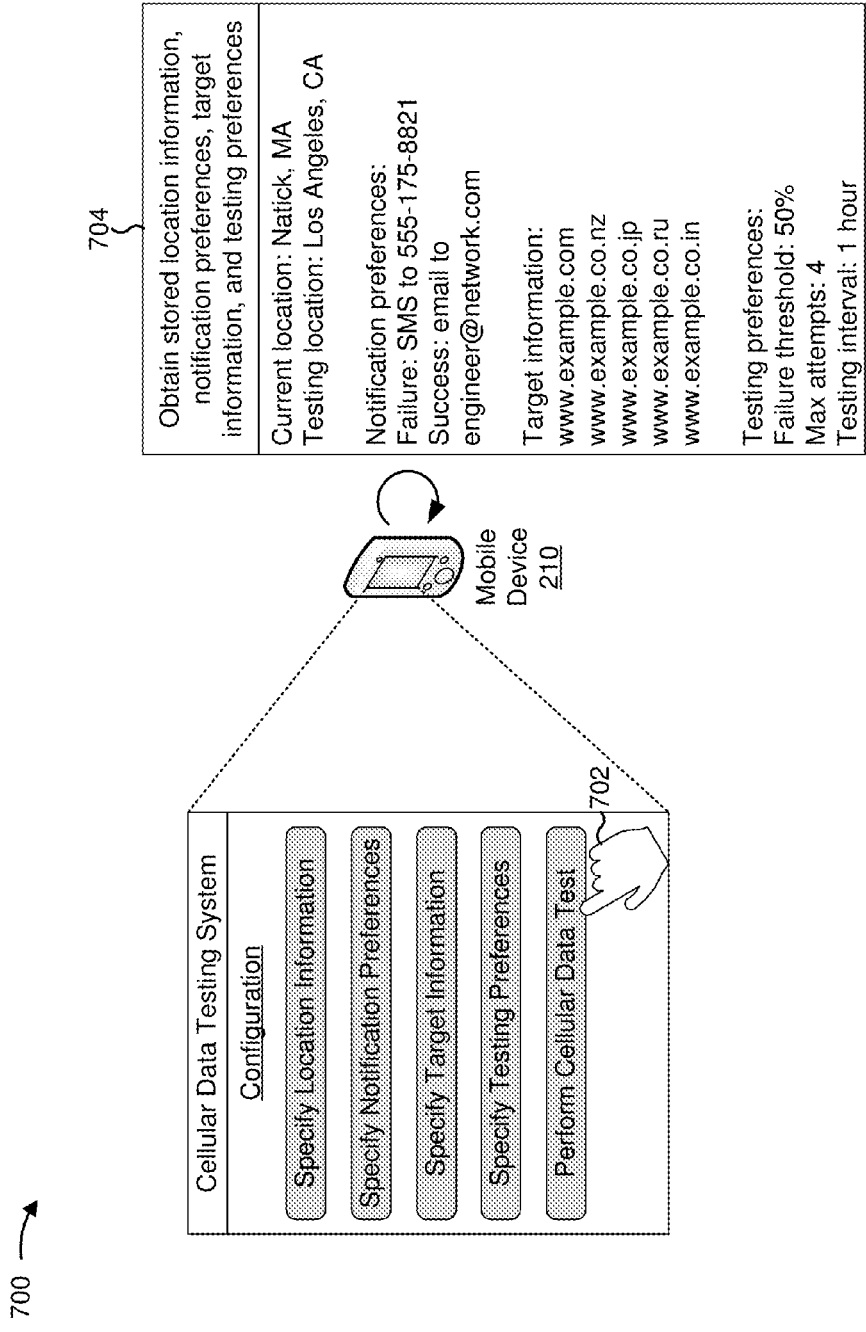 700
Cellular Data Testing System
Configuration
Specify Location Information
Specify Notification Preferences
Specify Target Information
Specify Testing Preferences
Perform Cellular Data Test
702
Mobile
Device
210
704
Obtain stored location information,
notification preferences, target
information, and testing preferences
Current location: Natick, MA
Testing location: Los Angeles, CA
Notification preferences:
Failure: SMS to 555-175-8821
Success: email to
engineer@network.com
Target information:
www.example.com
www.example.co.nz
www.example.co.jp
www.example.co.ru
www.example.co.in
Testing preferences:
Failure threshold: 50%
Max attempts: 4
Testing interval: 1 hour